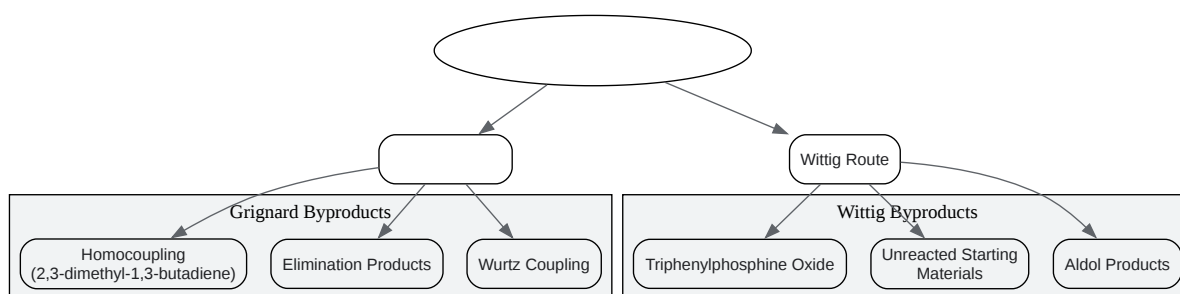 Wittig Route
Grignard Byproducts
Wittig Byproducts
Homocoupling
(2,3-dimethyl-1,3-butadiene)
Elimination Products
Wurtz Coupling
Triphenylphosphine Oxide
Unreacted Starting
Materials
Aldol Products